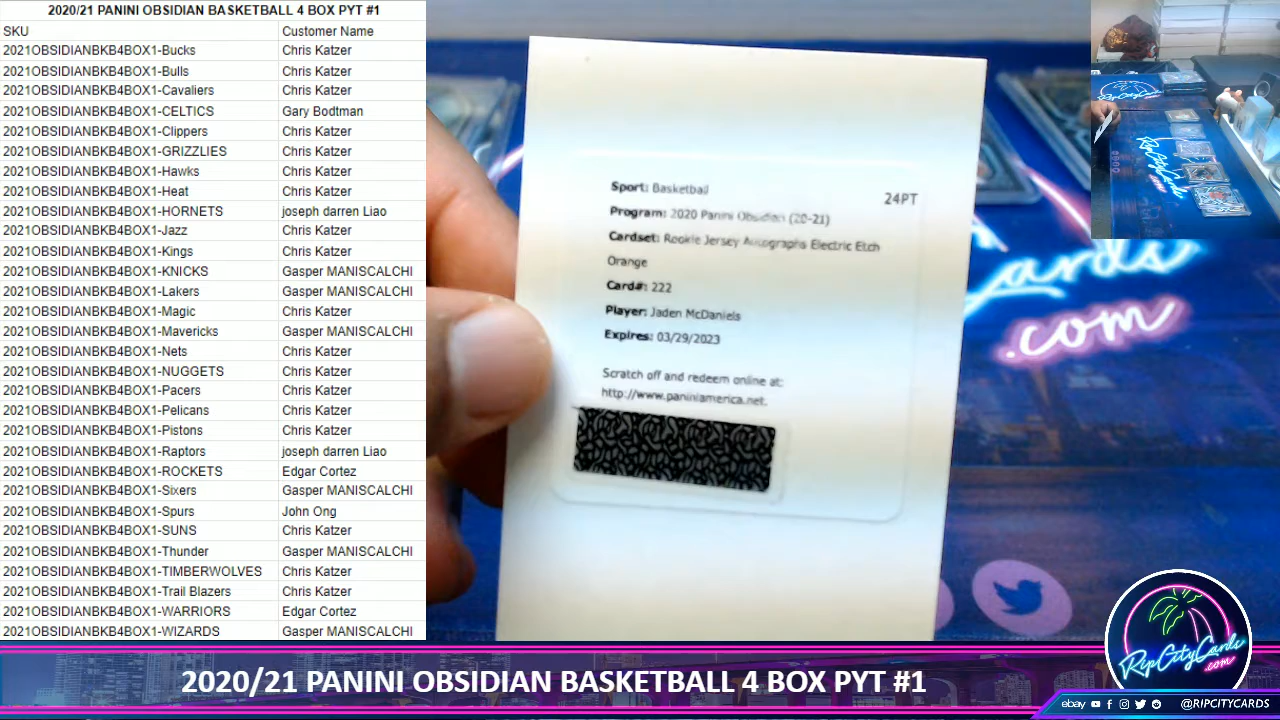 2020/21 PANINI OBSIDIAN BASKETBALL 4 BOX PYT #1
SKU Customer Name
2021OBSIDIANBKB4BOX1-Bucks Chris Katzer
2021OBSIDIANBKB4BOX1-Bulls Chris Katzer
2021OBSIDIANBKB4BOX1-Cavaliers Chris Katzer
2021OBSIDIANBKB4BOX1-CELTICS Gary Bodtman
2021OBSIDIANBKB4BOX1-Clippers Chris Katzer
2021OBSIDIANBKB4BOX1-GRIZZLIES Chris Katzer
2021OBSIDIANBKB4BOX1-Hawks Chris Katzer
2021OBSIDIANBKB4BOX1-Heat Chris Katzer
2021OBSIDIANBKB4BOX1-HORNETS joseph darren Liao
2021OBSIDIANBKB4BOX1-Jazz Chris Katzer
2021OBSIDIANBKB4BOX1-Kings Chris Katzer
2021OBSIDIANBKB4BOX1-KNICKS Gasper MANISCALCHI
2021OBSIDIANBKB4BOX1-Lakers Gasper MANISCALCHI
2021OBSIDIANBKB4BOX1-Magic Chris Katzer
2021OBSIDIANBKB4BOX1-Mavericks Gasper MANISCALCHI
2021OBSIDIANBKB4BOX1-Nets Chris Katzer
2021OBSIDIANBKB4BOX1-NUGGETS Chris Katzer
2021OBSIDIANBKB4BOX1-Pacers Chris Katzer
2021OBSIDIANBKB4BOX1-Pelicans Chris Katzer
2021OBSIDIANBKB4BOX1-Pistons Chris Katzer
2021OBSIDIANBKB4BOX1-Raptors joseph darren Liao
2021OBSIDIANBKB4BOX1-ROCKETS Edgar Cortez
2021OBSIDIANBKB4BOX1-Sixers Gasper MANISCALCHI
2021OBSIDIANBKB4BOX1-Spurs John Ong
2021OBSIDIANBKB4BOX1-SUNS Chris Katzer
2021OBSIDIANBKB4BOX1-Thunder Gasper MANISCALCHI
2021OBSIDIANBKB4BOX1-TIMBERWOLVES Chris Katzer
2021OBSIDIANBKB4BOX1-Trail Blazers Chris Katzer
2021OBSIDIANBKB4BOX1-WARRIORS Edgar Cortez
2021OBSIDIANBKB4BOX1-WIZARDS Gasper MANISCALCHI
24PT
Sport: Basketball
Program: 2020 Panini Obsidian (20-21)
Cardset: Rookie Jersey Autographs Electric Etch
Orange
Card#: 222
Player: Jaden McDaniels
Expires: 03/29/2023
Scratch off and redeem online at:
http://www.paniniamerica.net.
Cards
.com
RipCityCards
RipCityCards
.com
2020/21 PANINI OBSIDIAN BASKETBALL 4 BOX PYT #1
ebay @RIPCITYCARDS